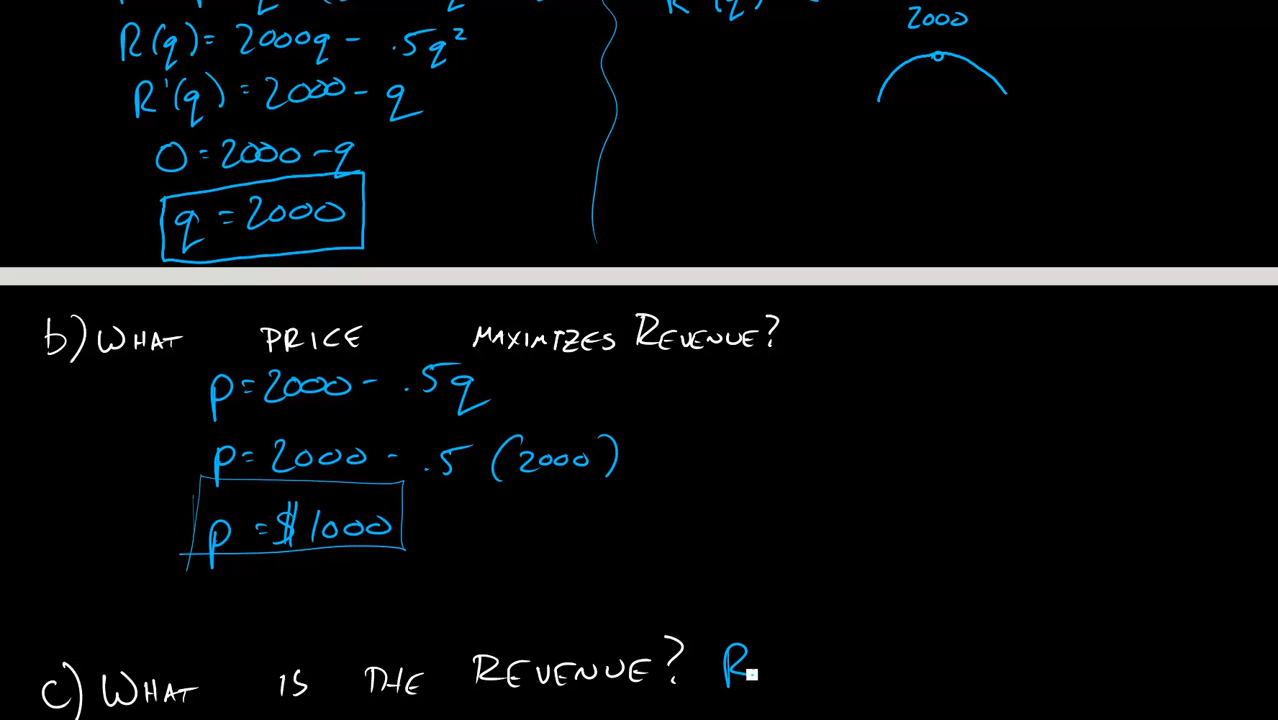 R(q) = 2000q - .5q²
R'(q) = 2000 - q
0 = 2000 - q
q = 2000
2000
b) WHAT PRICE MAXIMIZES REVENUE?
p = 2000 - .5q
p = 2000 - .5 (2000)
p = $1000
c) WHAT IS THE REVENUE? R